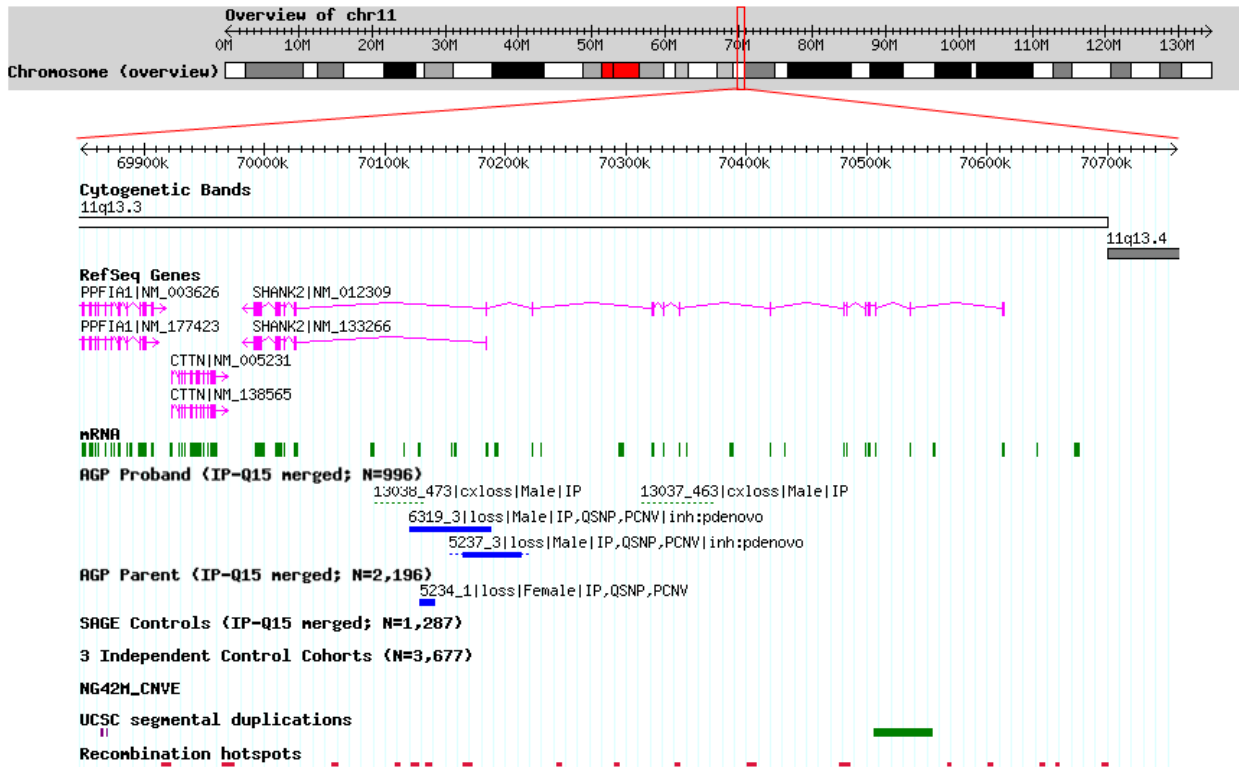 Overview of chr11
0M 10M 20M 30M 40M 50M 60M 70M 80M 90M 100M 110M 120M 130M
Chromosome (overview)
69900k 70000k 70100k 70200k 70300k 70400k 70500k 70600k 70700k
Cytogenetic Bands
11q13.3
11q13.4
RefSeq Genes
PPFIA1|NM_003626 SHANK2|NM_012309
PPFIA1|NM_177423 SHANK2|NM_133266
CTTN|NM_005231
CTTN|NM_138565
mRNA
AGP Proband (IP-Q15 merged; N=996)
13038_473|cxloss|Male|IP 13037_463|cxloss|Male|IP
6319_3|loss|Male|IP,QSNP,PCNV|inh:pdenovo
5237_3|loss|Male|IP,QSNP,PCNV|inh:pdenovo
AGP Parent (IP-Q15 merged; N=2,196)
5234_1|loss|Female|IP,QSNP,PCNV
SAGE Controls (IP-Q15 merged; N=1,287)
3 Independent Control Cohorts (N=3,677)
NG42M_CNVE
UCSC segmental duplications
Recombination hotspots